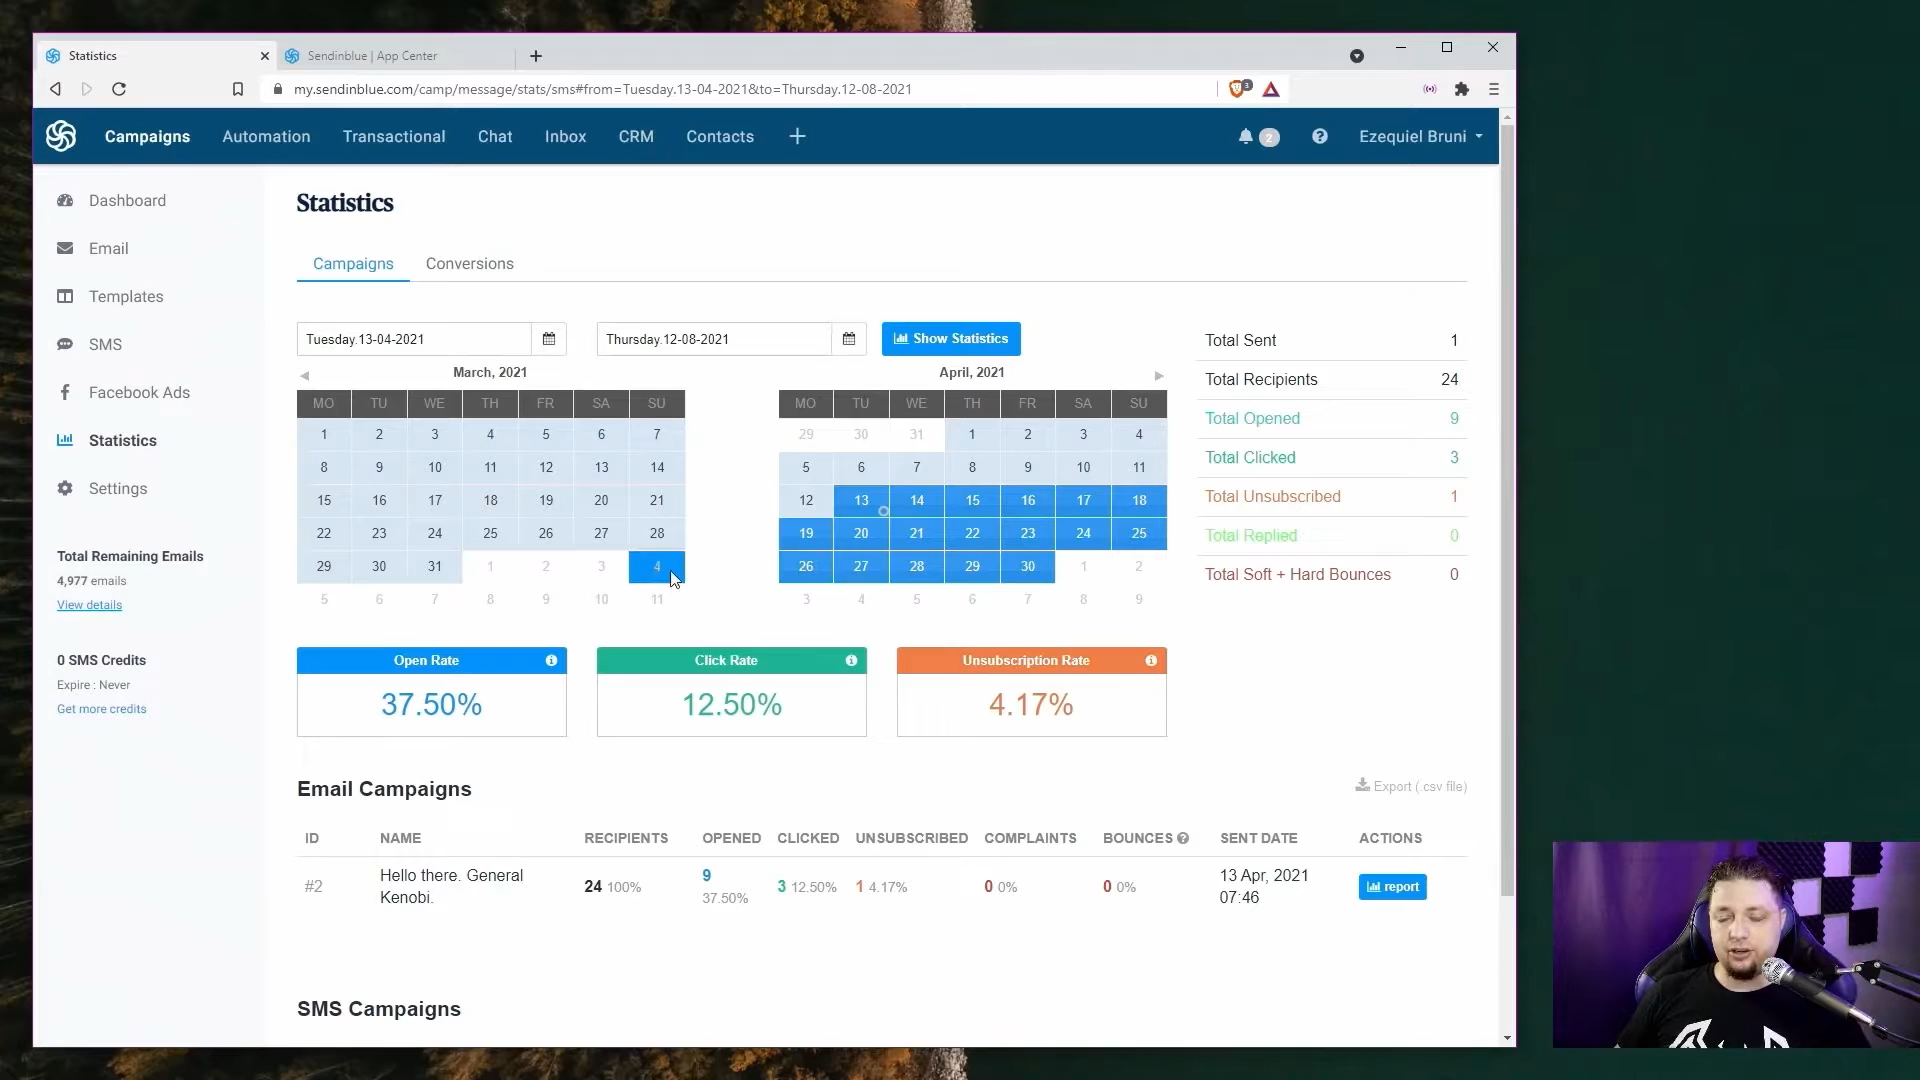 Statistics
Sendinblue | App Center
my.sendinblue.com/camp/message/stats/sms#from=Tuesday.13-04-2021&to=Thursday.12-08-2021
3
Campaigns Automation Transactional Chat Inbox CRM Contacts
2
Ezequiel Bruni
Dashboard
Email
Templates
SMS
Facebook Ads
Statistics
Settings
Total Remaining Emails
4,977 emails
View details
0 SMS Credits
Expire : Never
Get more credits
Statistics
Campaigns Conversions
Tuesday.13-04-2021
Thursday.12-08-2021
Show Statistics
March, 2021
MO TU WE TH FR SA SU
1 2 3 4 5 6 7
8 9 10 11 12 13 14
15 16 17 18 19 20 21
22 23 24 25 26 27 28
29 30 31 1 2 3 4
5 6 7 8 9 10 11
April, 2021
MO TU WE TH FR SA SU
29 30 31 1 2 3 4
5 6 7 8 9 10 11
12 13 14 15 16 17 18
19 20 21 22 23 24 25
26 27 28 29 30 1 2
3 4 5 6 7 8 9
Total Sent 1
Total Recipients 24
Total Opened 9
Total Clicked 3
Total Unsubscribed 1
Total Replied 0
Total Soft + Hard Bounces 0
Open Rate
37.50%
Click Rate
12.50%
Unsubscription Rate
4.17%
Email Campaigns
Export (.csv file)
ID NAME RECIPIENTS OPENED CLICKED UNSUBSCRIBED COMPLAINTS BOUNCES SENT DATE ACTIONS
#2
Hello there. General
Kenobi.
24 100%
9
37.50%
3 12.50%
1 4.17%
0 0%
0 0%
13 Apr, 2021
07:46
report
SMS Campaigns